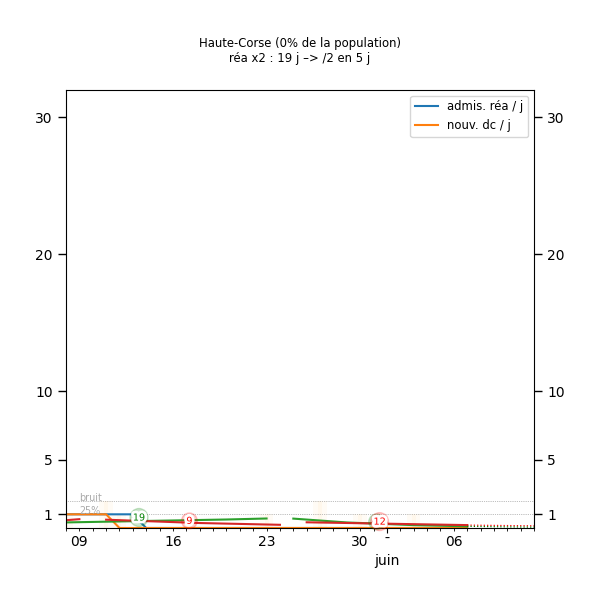 Haute-Corse (0% de la population)
réa x2 : 19 j –> /2 en 5 j
admis. réa / j
nouv. dc / j
30 30
20 20
10 10
5 5
bruit
25%
1 1
19 9 12
09 16 23 30 06
juin